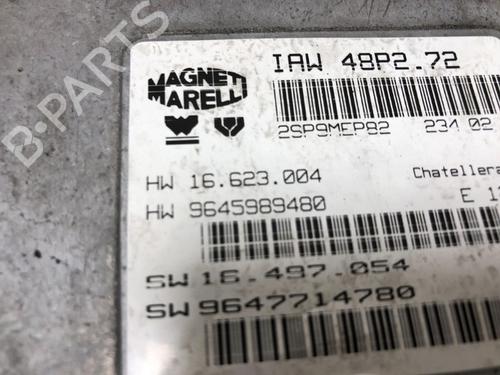 MAGNETI
MARELLI
IAW 48P2.72
2SP9MEP82 234 02
HW 16.623.004
Chatellera
HW 9645989480
E 1
SW 16.497.054
SW 9647714780
B-PARTS